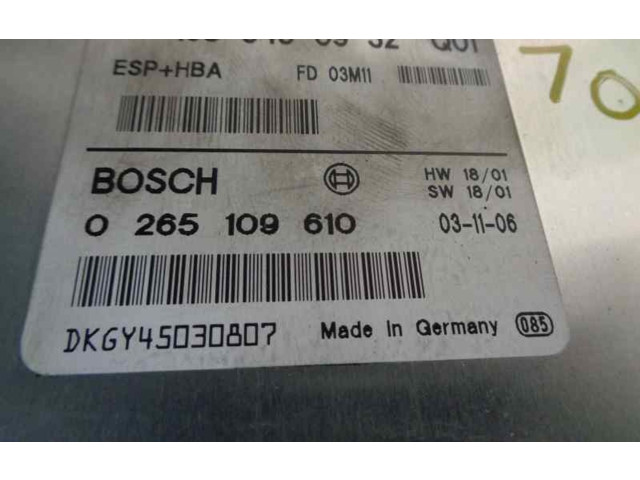 ESP+HBA FD 03M11
BOSCH HW 18/01
SW 18/01
0 265 109 610 03-11-06
DKGY45030807 Made in Germany 085
70